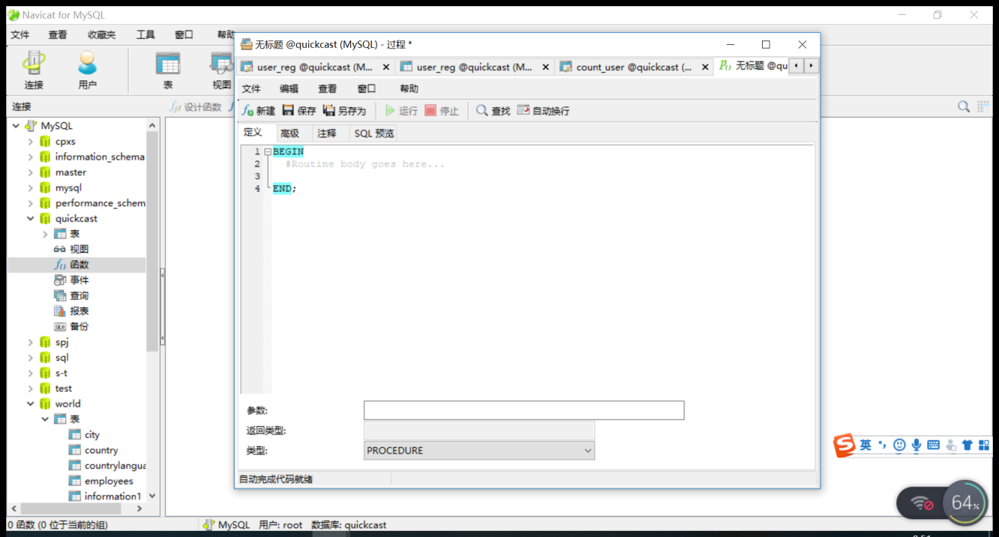 Navicat for MySQL
文件 查看 收藏夹 工具 窗口 帮助
连接 用户 表 视图
连接 设计函数
MySQL
cpxs
information_schema
master
mysql
performance_schem
quickcast
表
视图
函数
事件
查询
报表
备份
spj
sql
s-t
test
world
表
city
country
countrylangua
employees
information1
无标题 @quickcast (MySQL) - 过程 *
user_reg @quickcast (M... user_reg @quickcast (M... count_user @quickcast (... 无标题 @qu
文件 编辑 查看 窗口 帮助
新建 保存 另存为 运行 停止 查找 自动换行
定义 高级 注释 SQL 预览
1 BEGIN
2 #Routine body goes here...
3
4 END;
参数:
返回类型:
类型: PROCEDURE
自动完成代码就绪
英
64%
0 函数 (0 位于当前的组) MySQL 用户: root 数据库: quickcast